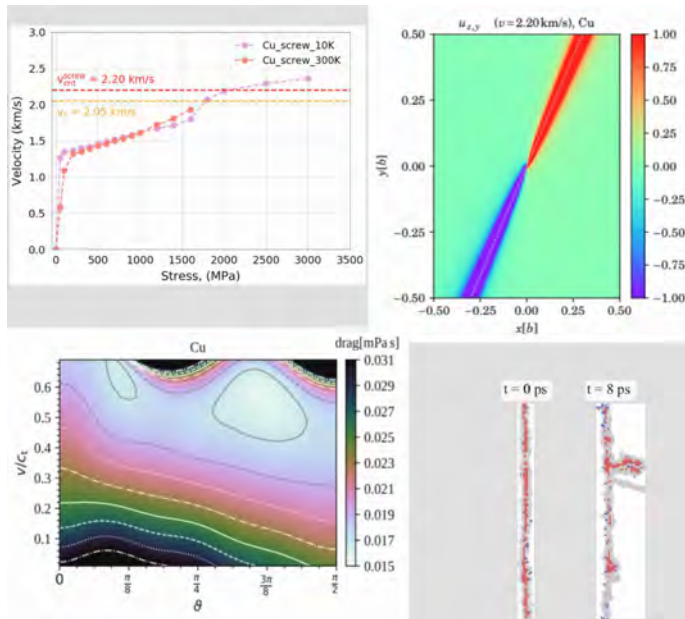 3.0
2.5
2.0
1.5
1.0
0.5
0.0
Velocity (km/s)
Cu_screw_10K
Cu_screw_300K
v_crit^screw = 2.20 km/s
2.05 km/s
0 500 1000 1500 2000 2500 3000 3500
Stress, (MPa)
u_{z,y} (v = 2.20 km/s), Cu
0.50
0.25
0.00
−0.25
−0.50
y[b]
−0.50 −0.25 0.00 0.25 0.50
x[b]
1.00
0.75
0.50
0.25
0.00
−0.25
−0.50
−0.75
−1.00
Cu
drag[mPa s]
0.6
0.5
0.4
0.3
0.2
0.1
v/c_t
0 π/8 π/4 3π/8 π/2
ϑ
0.031
0.029
0.027
0.025
0.023
0.021
0.019
0.017
0.015
t = 0 ps
t = 8 ps